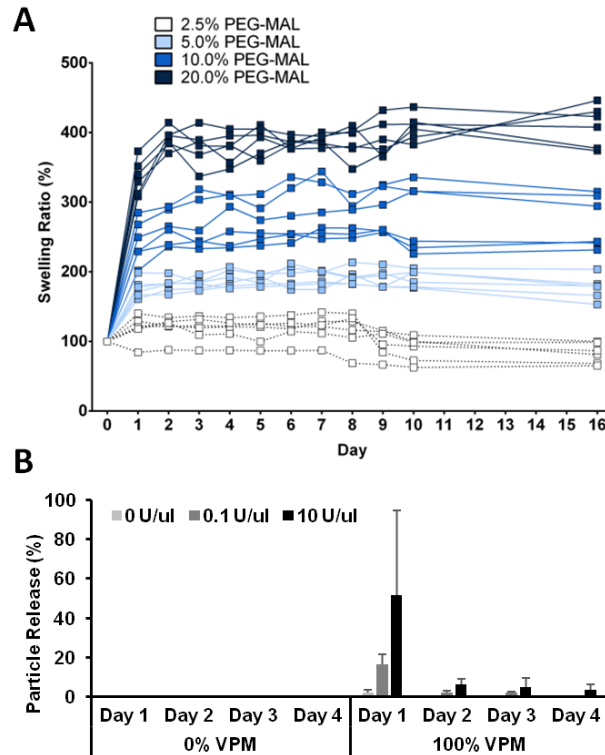 A
2.5% PEG-MAL
5.0% PEG-MAL
10.0% PEG-MAL
20.0% PEG-MAL
500
400
300
200
100
0
Swelling Ratio (%)
0 1 2 3 4 5 6 7 8 9 10 11 12 13 14 15 16
Day
B
100
80
60
40
20
0
Particle Release (%)
0 U/ul 0.1 U/ul 10 U/ul
Day 1 Day 2 Day 3 Day 4 Day 1 Day 2 Day 3 Day 4
0% VPM 100% VPM